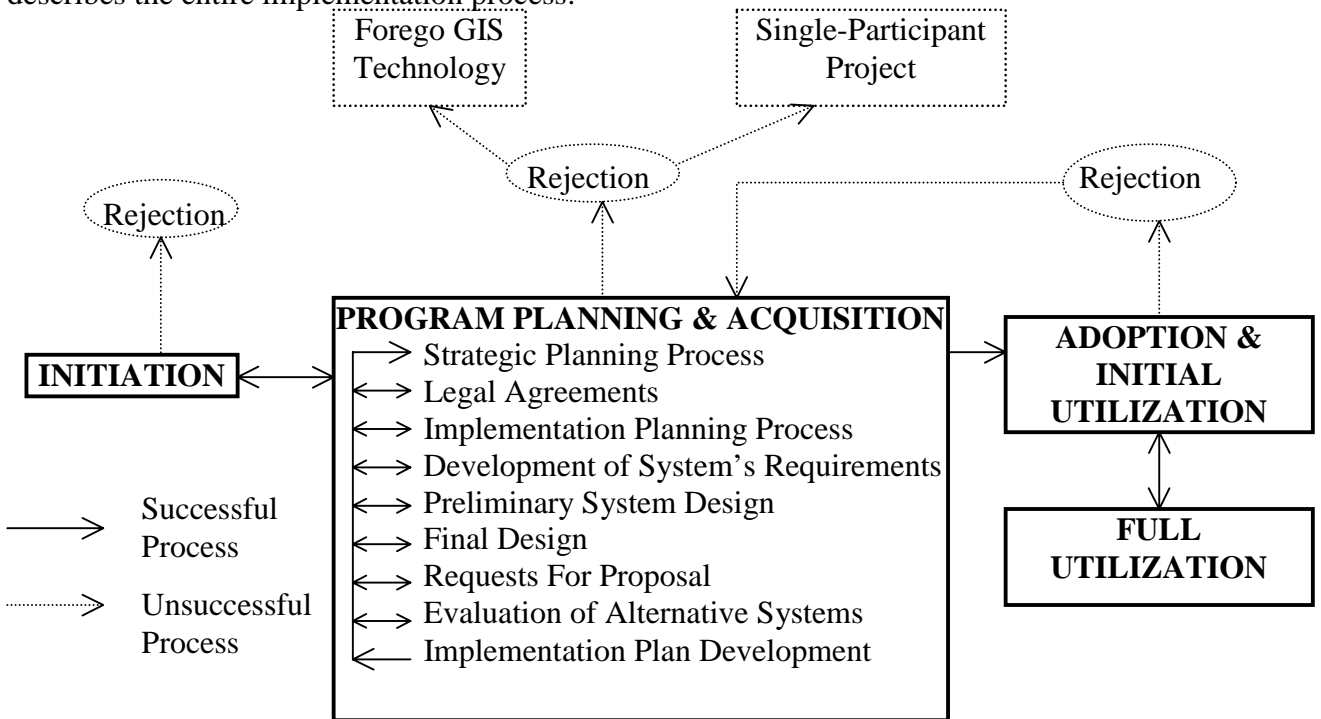 describes the entire implementation process.
Forego GIS
Technology
Single-Participant
Project
Rejection
Rejection
Rejection
PROGRAM PLANNING & ACQUISITION
Strategic Planning Process
Legal Agreements
Implementation Planning Process
Development of System's Requirements
Preliminary System Design
Final Design
Requests For Proposal
Evaluation of Alternative Systems
Implementation Plan Development
INITIATION
ADOPTION &
INITIAL
UTILIZATION
FULL
UTILIZATION
Successful
Process
Unsuccessful
Process